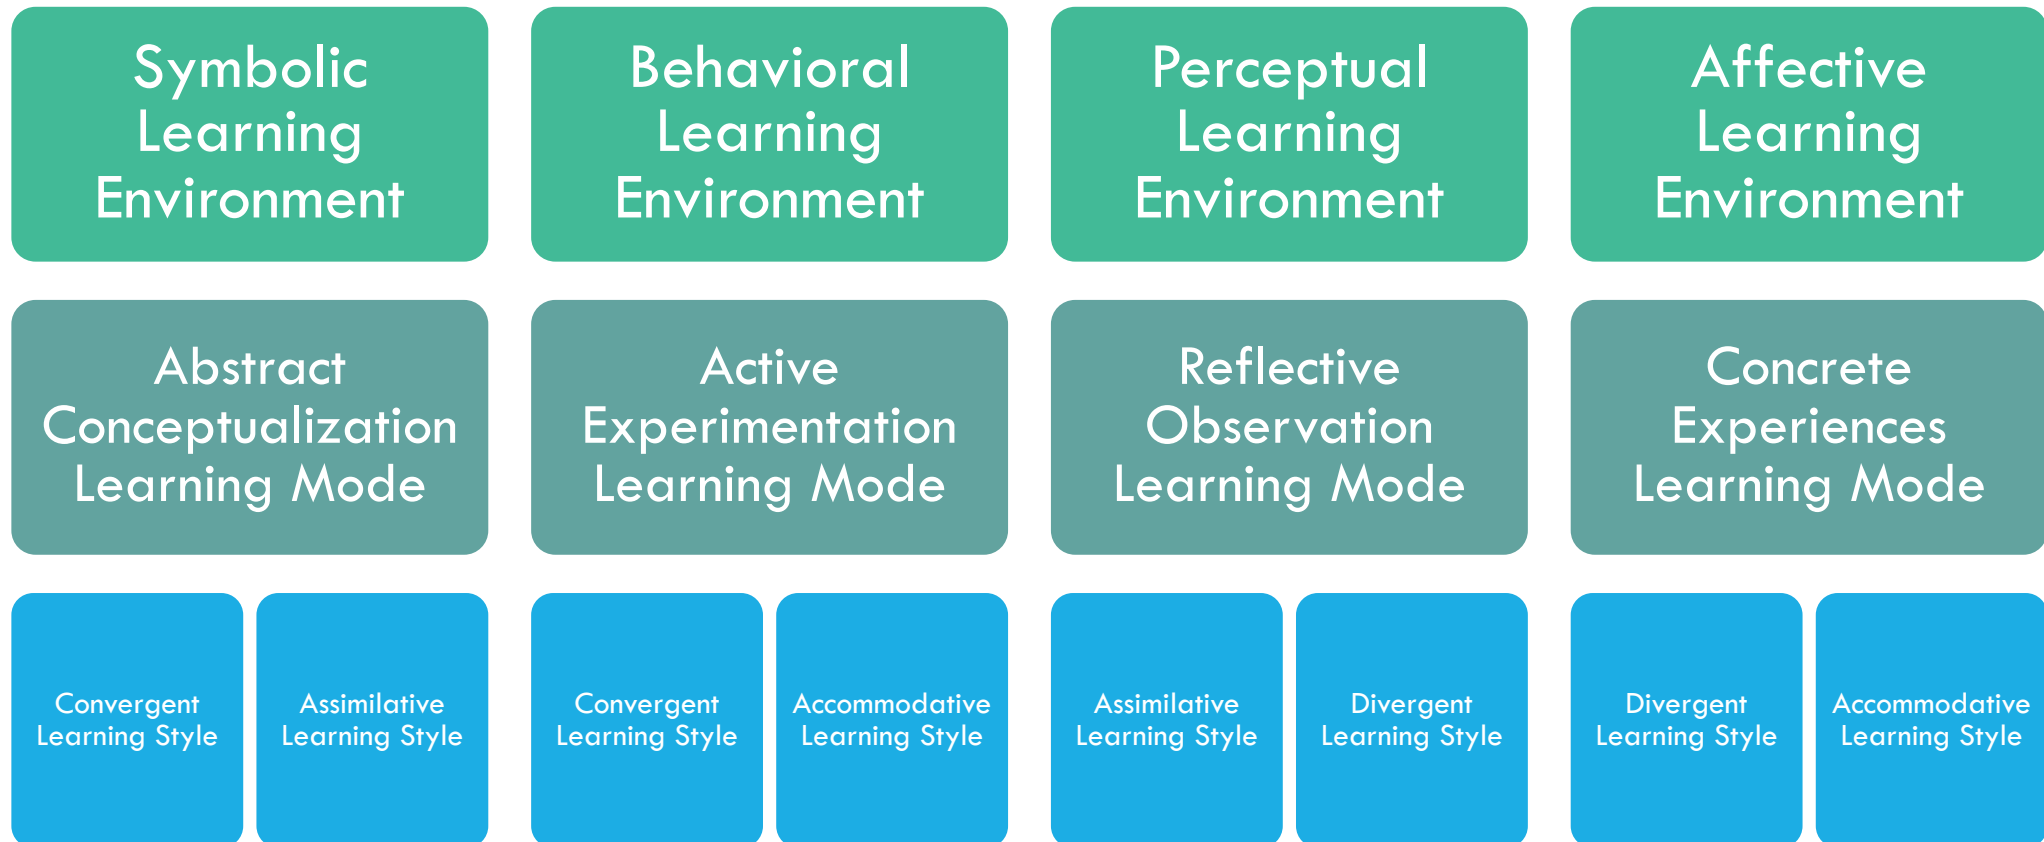 Symbolic
Learning
Environment
Behavioral
Learning
Environment
Perceptual
Learning
Environment
Affective
Learning
Environment
Abstract
Conceptualization
Learning Mode
Active
Experimentation
Learning Mode
Reflective
Observation
Learning Mode
Concrete
Experiences
Learning Mode
Convergent
Learning Style
Assimilative
Learning Style
Convergent
Learning Style
Accommodative
Learning Style
Assimilative
Learning Style
Divergent
Learning Style
Divergent
Learning Style
Accommodative
Learning Style